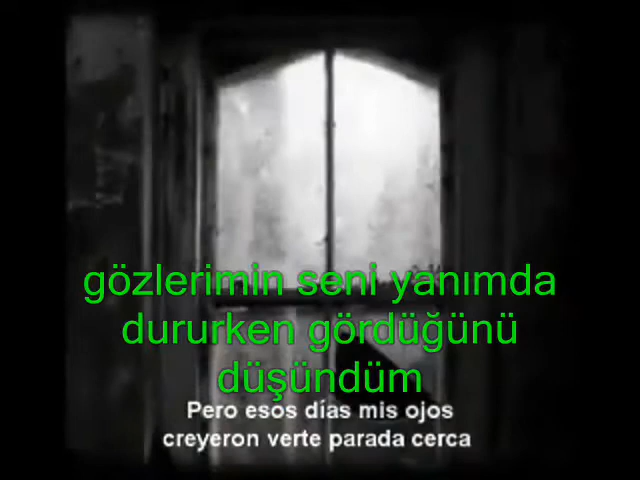 gözlerimin seni yanımda
dururken gördüğünü
düşündüm
Pero esos días mis ojos
creyeron verte parada cerca